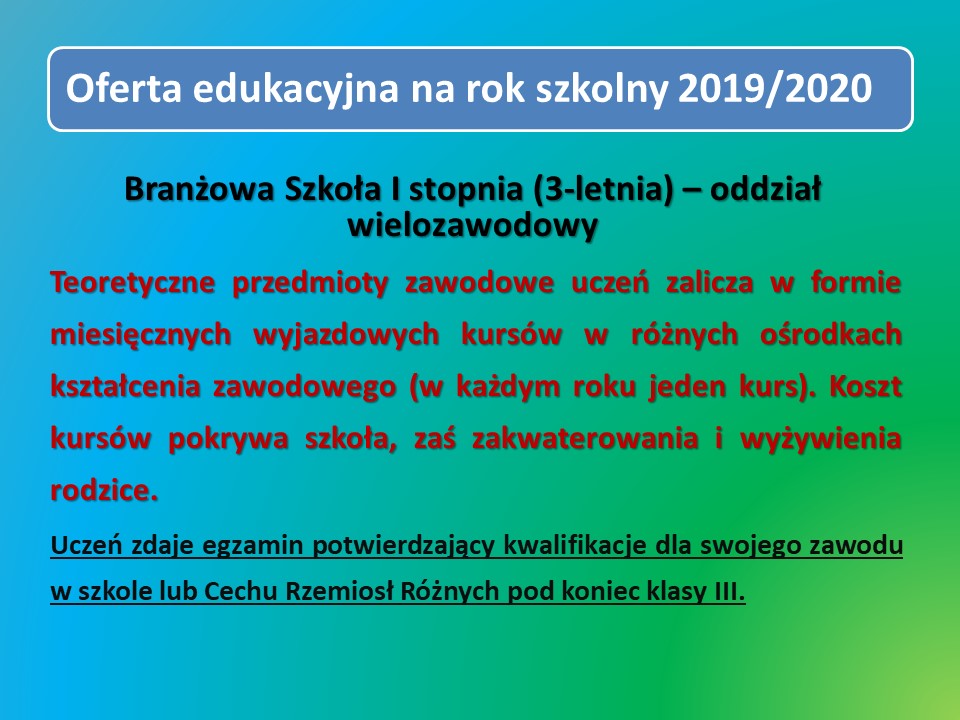 Oferta edukacyjna na rok szkolny 2019/2020
Branżowa Szkoła I stopnia (3-letnia) – oddział
wielozawodowy
Teoretyczne przedmioty zawodowe uczeń zalicza w formie
miesięcznych wyjazdowych kursów w różnych ośrodkach
kształcenia zawodowego (w każdym roku jeden kurs). Koszt
kursów pokrywa szkoła, zaś zakwaterowania i wyżywienia
rodzice.
Uczeń zdaje egzamin potwierdzający kwalifikacje dla swojego zawodu
w szkole lub Cechu Rzemiosł Różnych pod koniec klasy III.